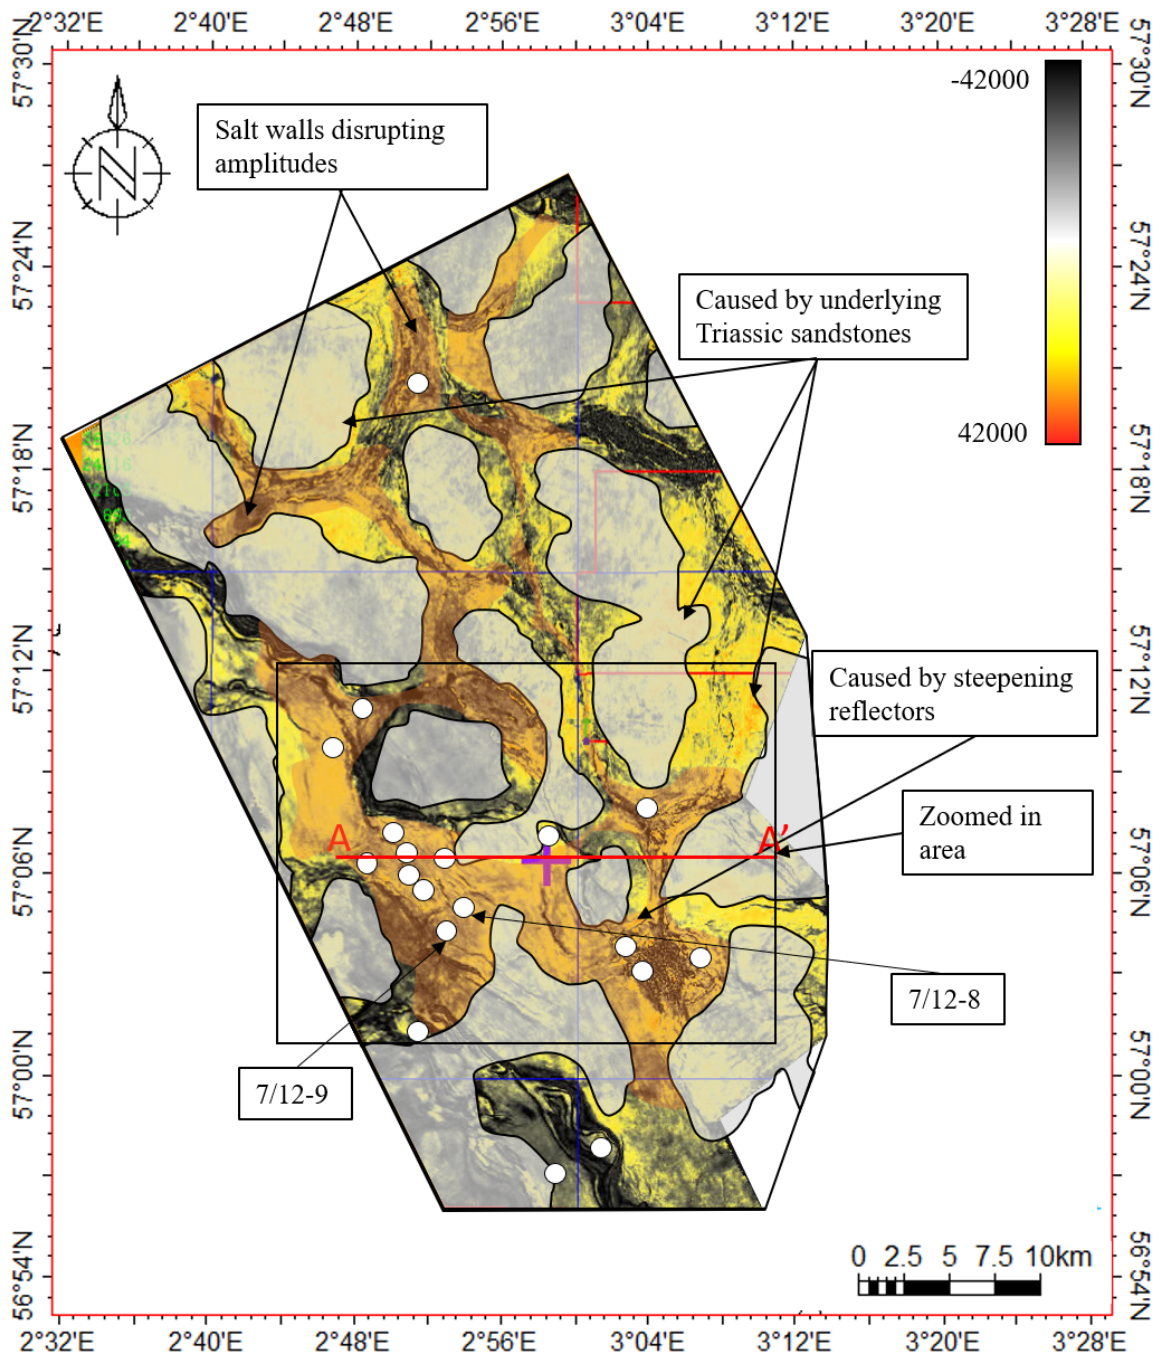 2°32'E 2°40'E 2°48'E 2°56'E 3°04'E 3°12'E 3°20'E 3°28'E
57°30'N 57°30'N
-42000
N
Salt walls disrupting
amplitudes
57°24'N 57°24'N
Caused by underlying
Triassic sandstones
42000
57°18'N 57°18'N
57°12'N 57°12'N
Caused by steepening
reflectors
Zoomed in
area
A A’
57°06'N 57°06'N
7/12-8
7/12-9
57°00'N 57°00'N
0 2.5 5 7.5 10km
56°54'N 56°54'N
2°32'E 2°40'E 2°48'E 2°56'E 3°04'E 3°12'E 3°20'E 3°28'E